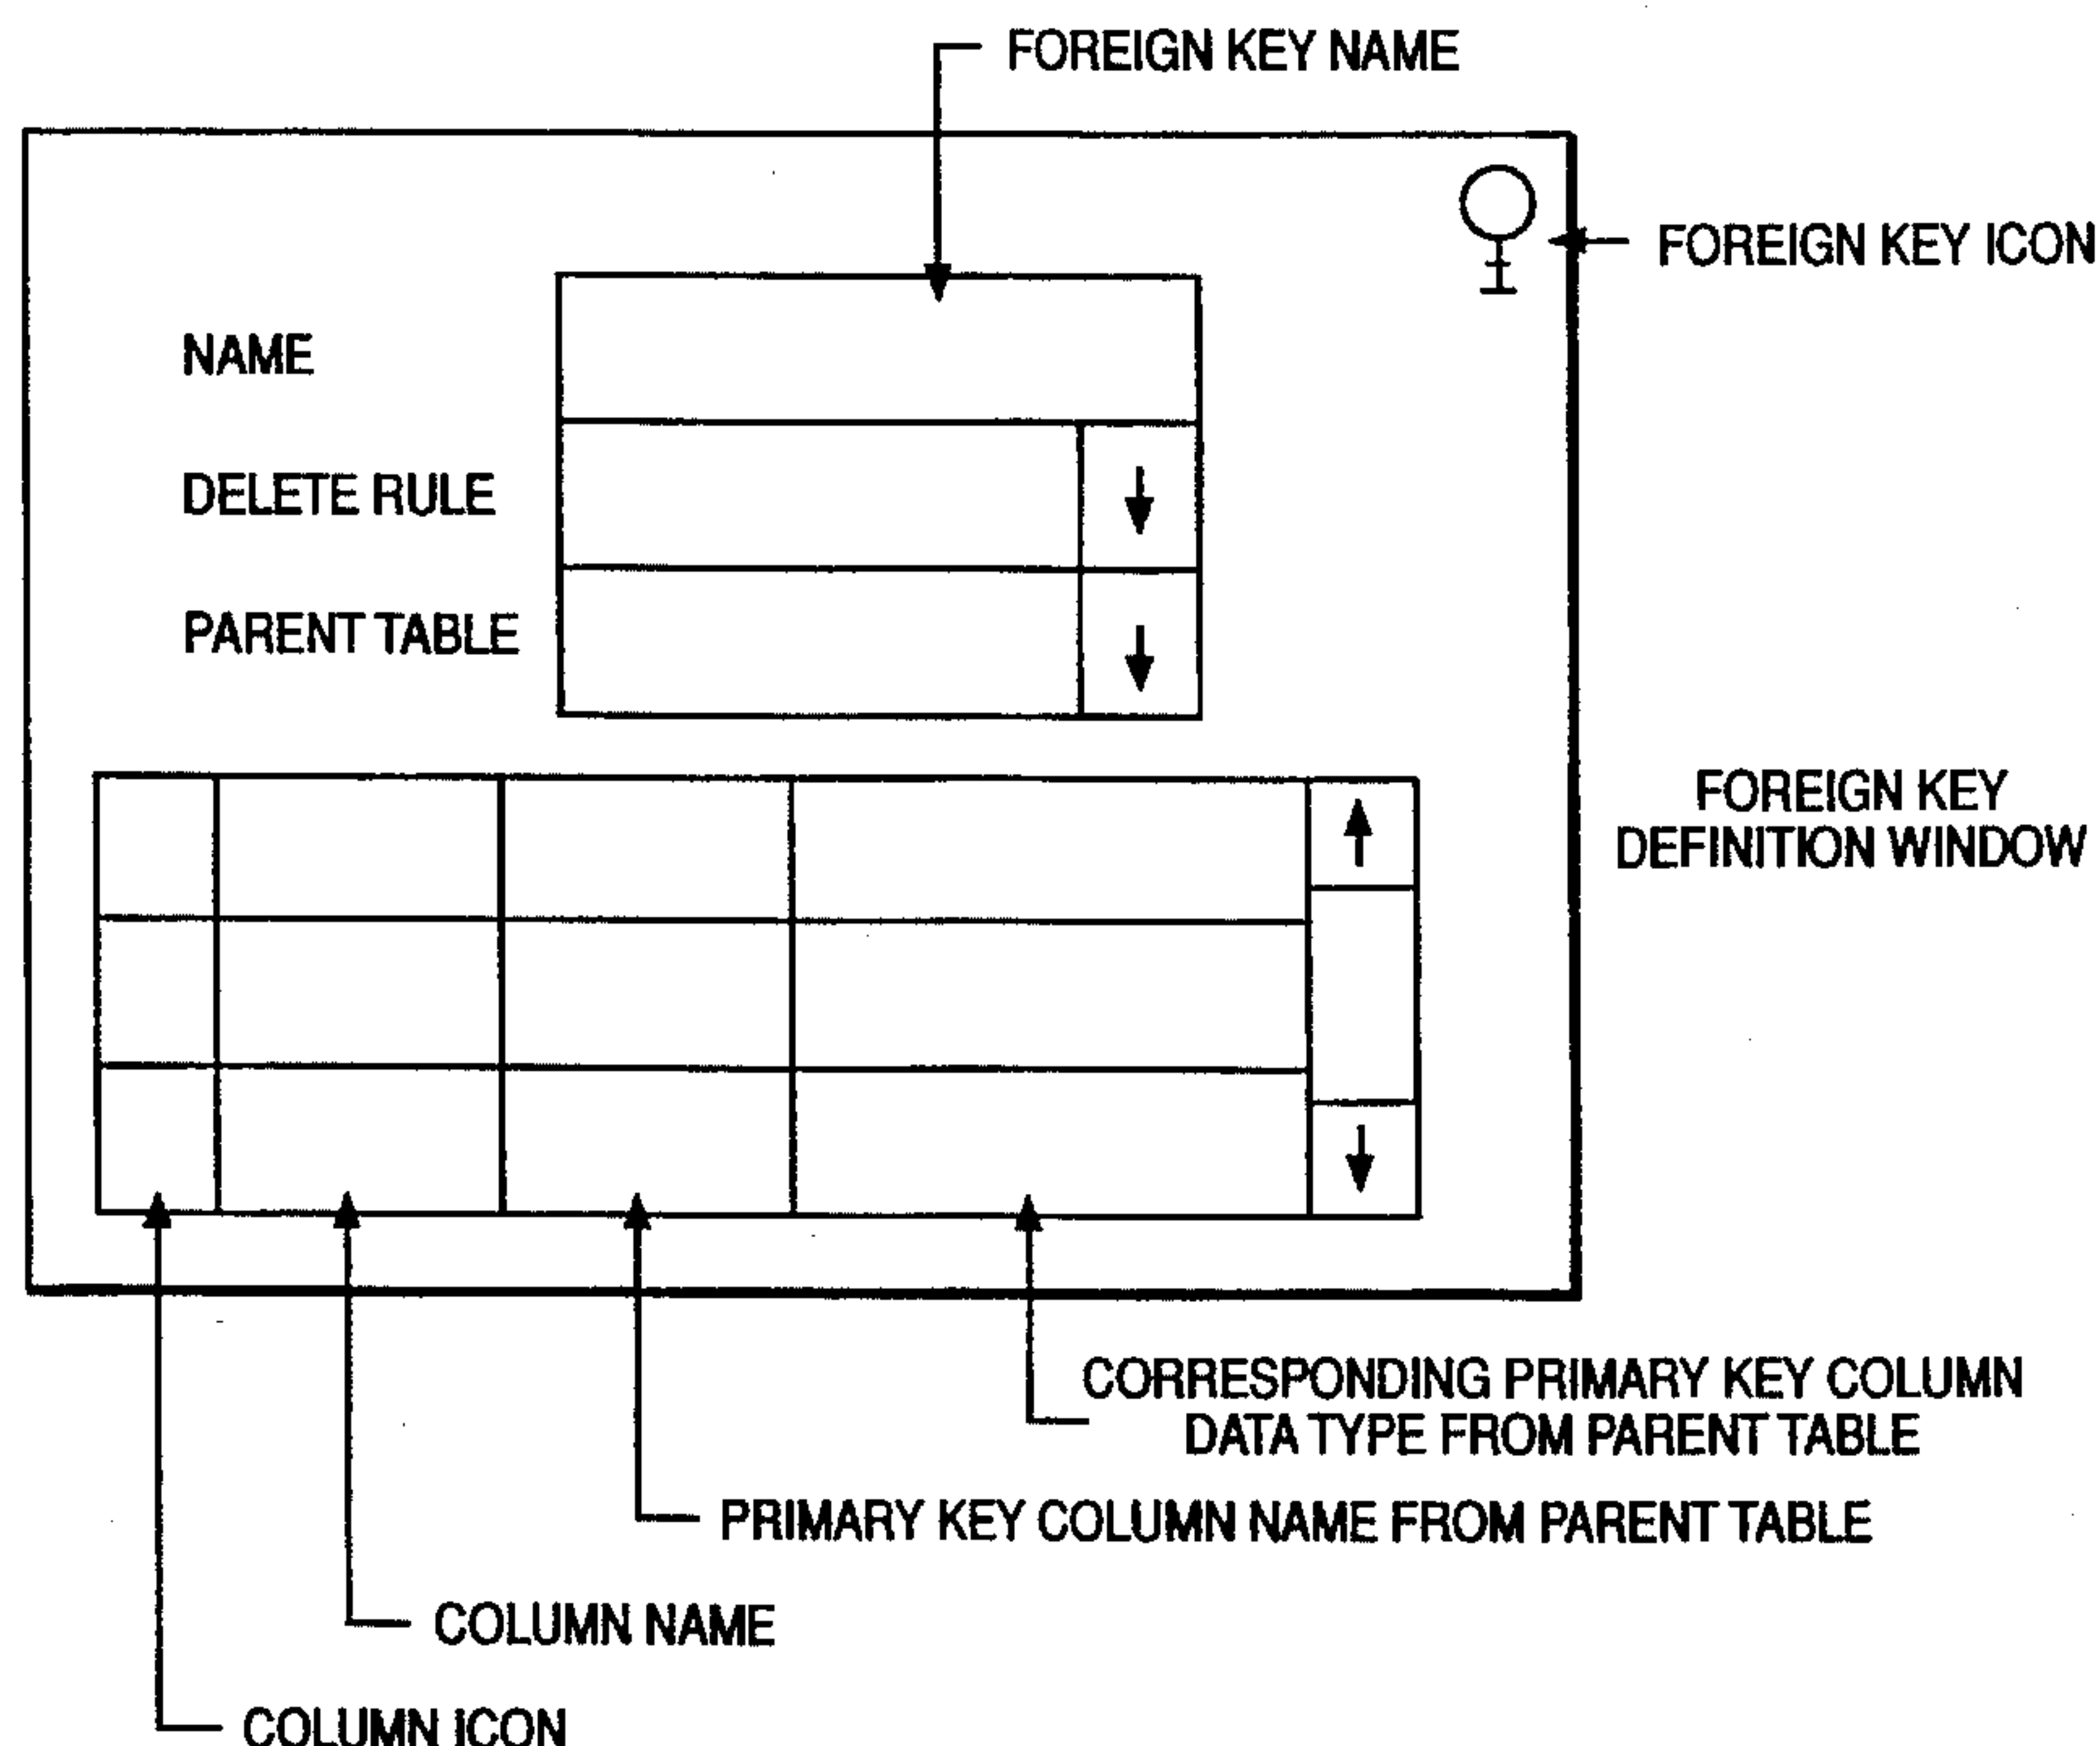 FOREIGN KEY NAME
FOREIGN KEY ICON
NAME
DELETE RULE
PARENT TABLE
FOREIGN KEY
DEFINITION WINDOW
CORRESPONDING PRIMARY KEY COLUMN
DATA TYPE FROM PARENT TABLE
PRIMARY KEY COLUMN NAME FROM PARENT TABLE
COLUMN NAME
COLUMN ICON